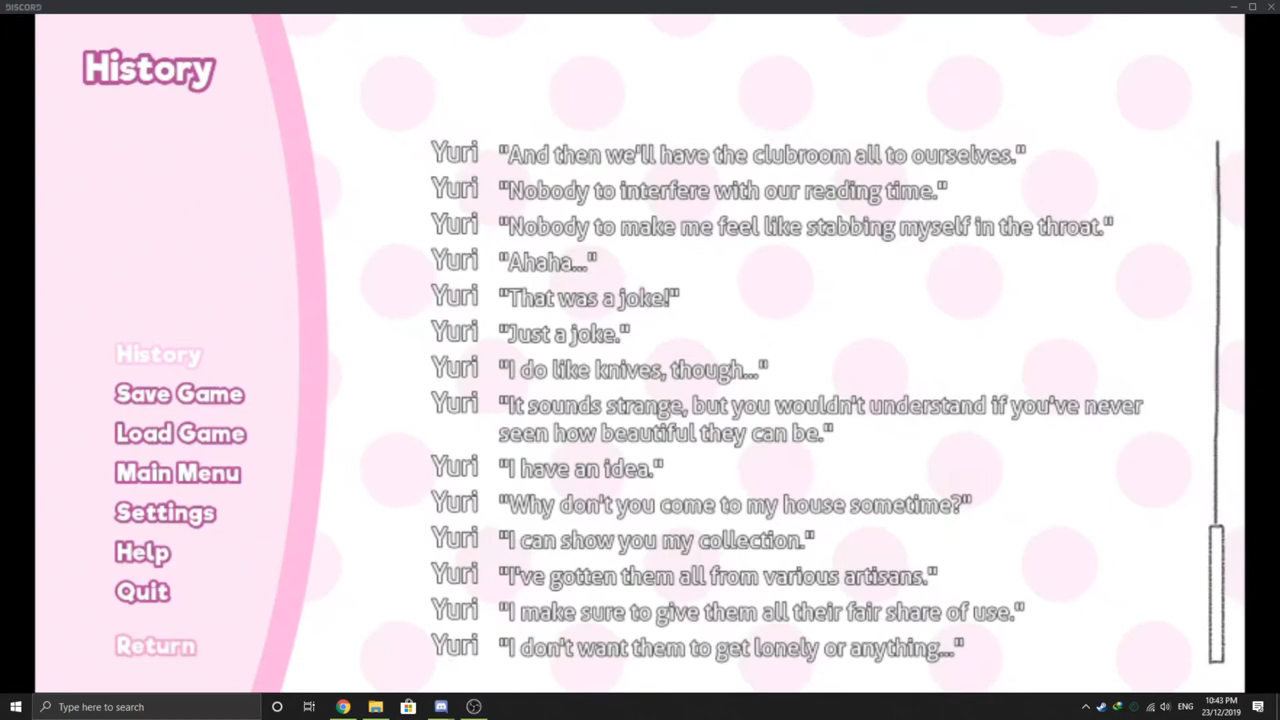 DISCORD
History
Yuri "And then we'll have the clubroom all to ourselves."
Yuri "Nobody to interfere with our reading time."
Yuri "Nobody to make me feel like stabbing myself in the throat."
Yuri "Ahaha..."
Yuri "That was a joke!"
Yuri "Just a joke."
Yuri "I do like knives, though..."
Yuri "It sounds strange, but you wouldn't understand if you've never
seen how beautiful they can be."
Yuri "I have an idea."
Yuri "Why don't you come to my house sometime?"
Yuri "I can show you my collection."
Yuri "I've gotten them all from various artisans."
Yuri "I make sure to give them all their fair share of use."
Yuri "I don't want them to get lonely or anything..."
History
Save Game
Load Game
Main Menu
Settings
Help
Quit
Return
Type here to search
ENG
10:43 PM
23/12/2019